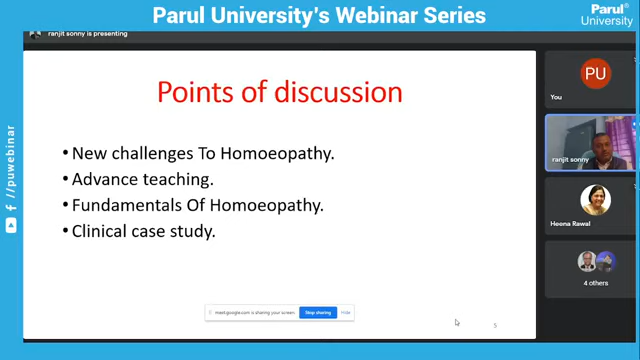 Parul University's Webinar Series
Parul®
University
ranjit sonny is presenting
Points of discussion
• New challenges To Homoeopathy.
• Advance teaching.
• Fundamentals Of Homoeopathy.
• Clinical case study.
meet.google.com is sharing your screen.
Stop sharing
Hide
5
PU
You
ranjit sonny
Heena Rawal
4 others
//puwebinar
f